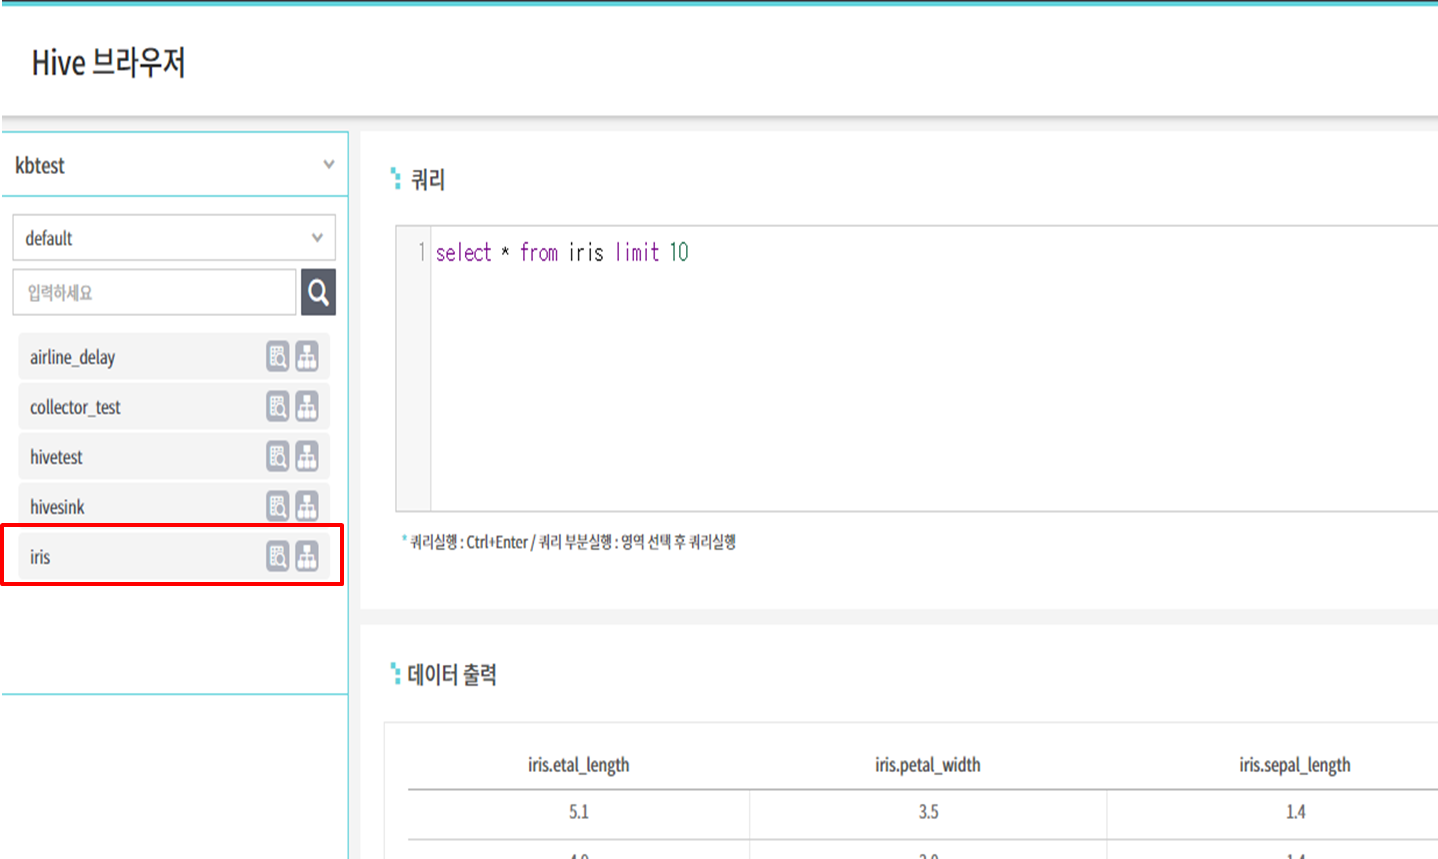 Hive 브라우저
kbtest
default
입력하세요
airline_delay
collector_test
hivetest
hivesink
iris
쿼리
1 select * from iris limit 10
* 쿼리실행 : Ctrl+Enter / 쿼리 부분실행 : 영역 선택 후 쿼리실행
데이터 출력
iris.etal_length iris.petal_width iris.sepal_length
5.1 3.5 1.4